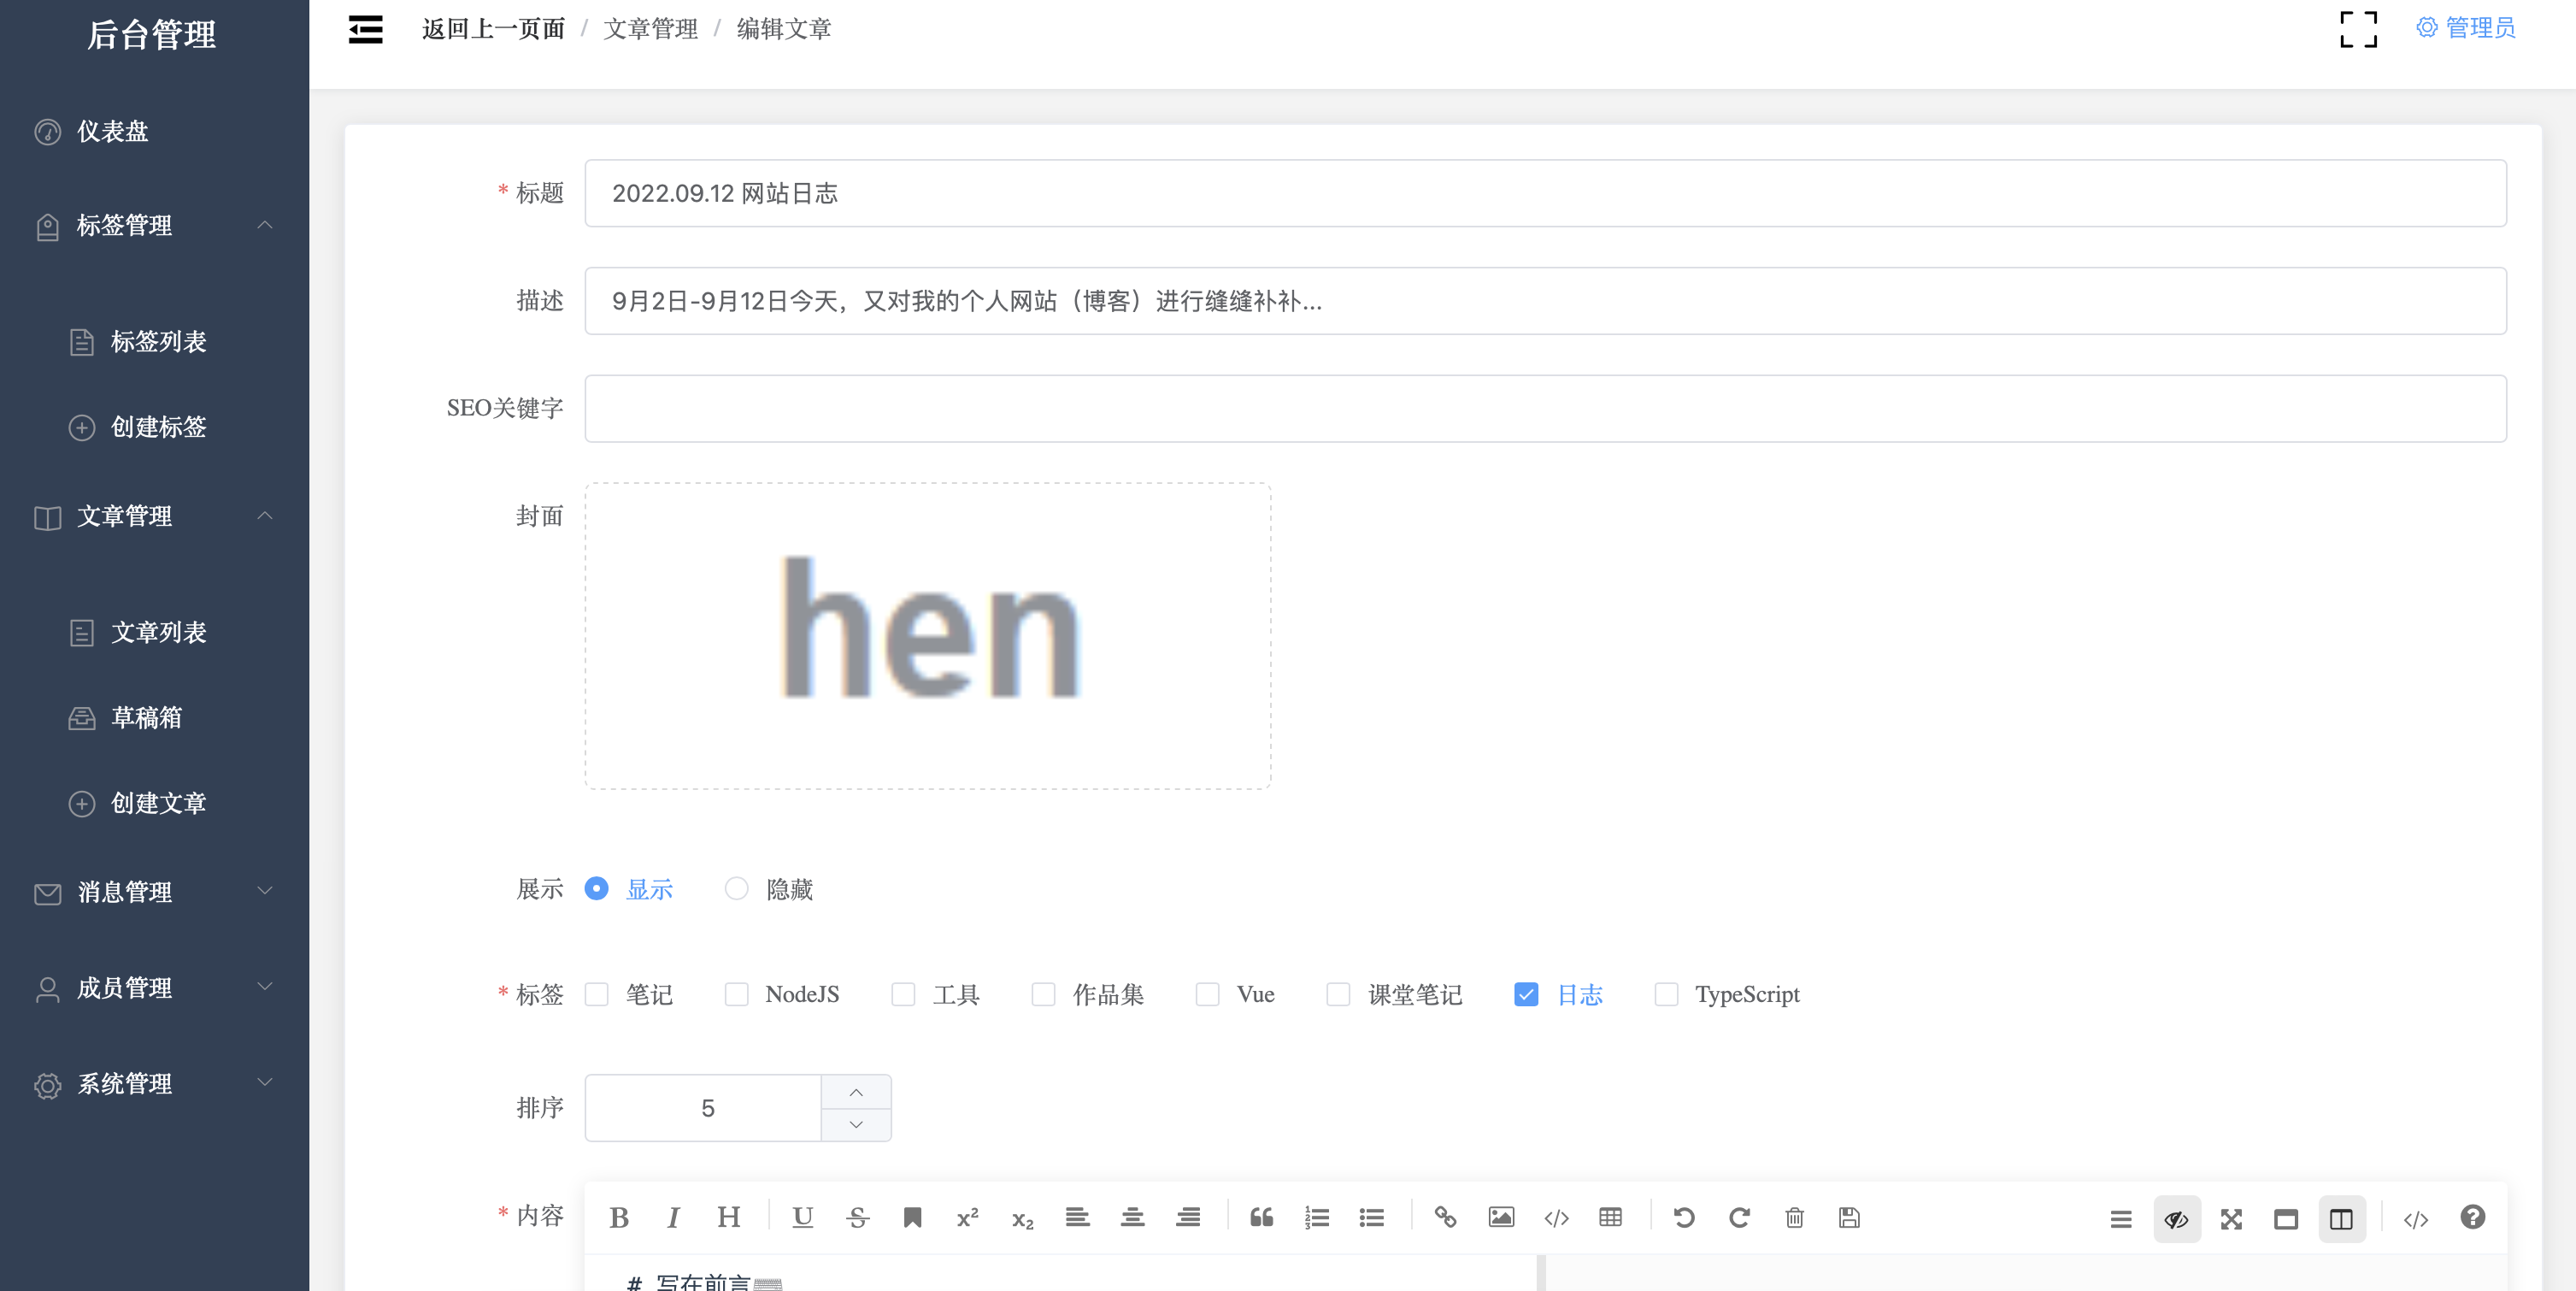 后台管理
仪表盘
标签管理
标签列表
创建标签
文章管理
文章列表
草稿箱
创建文章
消息管理
成员管理
系统管理
返回上一页面 / 文章管理 / 编辑文章
管理员
* 标题 2022.09.12 网站日志
描述 9月2日-9月12日今天，又对我的个人网站（博客）进行缝缝补补...
SEO关键字
封面
hen
展示 显示 隐藏
* 标签 笔记 NodeJS 工具 作品集 Vue 课堂笔记 日志 TypeScript
排序 5
* 内容
# 写在前言